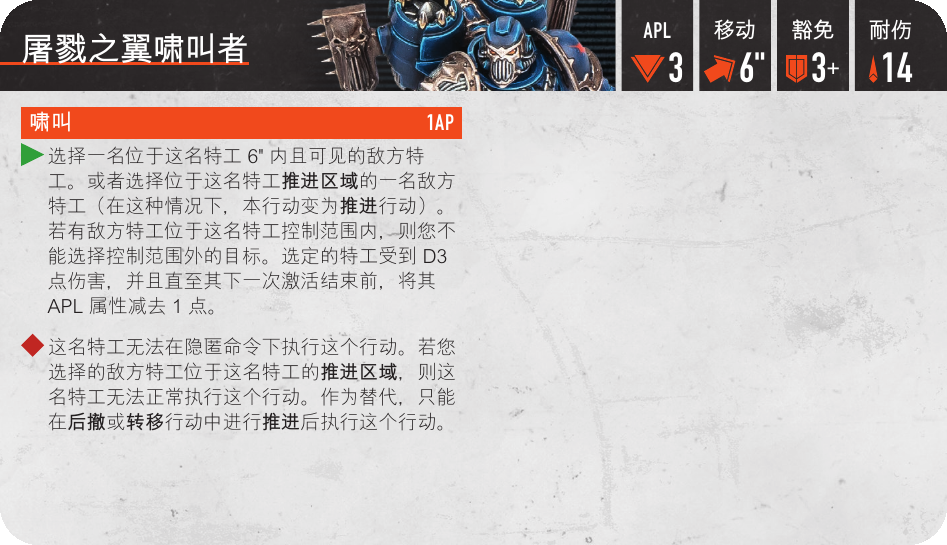 屠戮之翼啸叫者
APL 3
移动 6"
豁免 3+
耐伤 14
啸叫 1AP
选择一名位于这名特工 6" 内且可见的敌方特
工。或者选择位于这名特工推进区域的一名敌方
特工（在这种情况下，本行动变为推进行动）。
若有敌方特工位于这名特工控制范围内，则您不
能选择控制范围外的目标。选定的特工受到 D3
点伤害，并且直至其下一次激活结束前，将其
APL 属性减去 1 点。
这名特工无法在隐匿命令下执行这个行动。若您
选择的敌方特工位于这名特工的推进区域，则这
名特工无法正常执行这个行动。作为替代，只能
在后撤或转移行动中进行推进后执行这个行动。